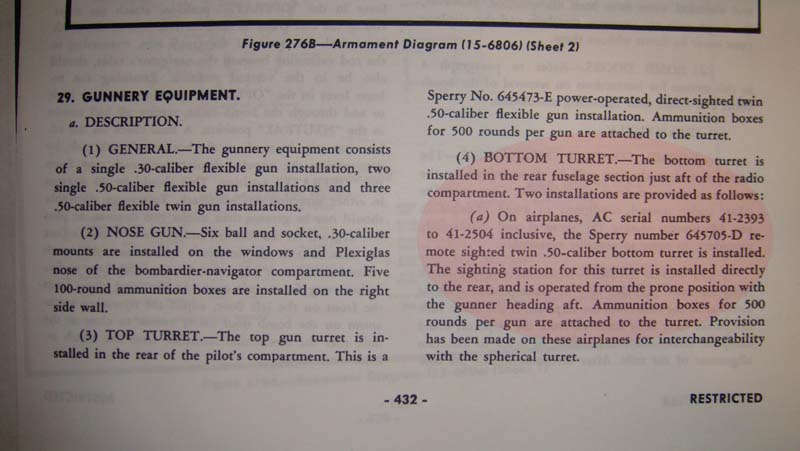 Figure 276B—Armament Diagram (15-6806) (Sheet 2)
29. GUNNERY EQUIPMENT.
a. DESCRIPTION.
(1) GENERAL.—The gunnery equipment consists
of a single .30-caliber flexible gun installation, two
single .50-caliber flexible gun installations and three
.50-caliber flexible twin gun installations.
(2) NOSE GUN.—Six ball and socket, .30-caliber
mounts are installed on the windows and Plexiglas
nose of the bombardier-navigator compartment. Five
100-round ammunition boxes are installed on the right
side wall.
(3) TOP TURRET.—The top gun turret is in-
stalled in the rear of the pilot's compartment. This is a
Sperry No. 645473-E power-operated, direct-sighted twin
.50-caliber flexible gun installation. Ammunition boxes
for 500 rounds per gun are attached to the turret.
(4) BOTTOM TURRET.—The bottom turret is
installed in the rear fuselage section just aft of the radio
compartment. Two installations are provided as follows:
(a) On airplanes, AC serial numbers 41-2393
to 41-2504 inclusive, the Sperry number 645705-D re-
mote sighted twin .50-caliber bottom turret is installed.
The sighting station for this turret is installed directly
to the rear, and is operated from the prone position with
the gunner heading aft. Ammunition boxes for 500
rounds per gun are attached to the turret. Provision
has been made on these airplanes for interchangeability
with the spherical turret.
- 432 -
RESTRICTED